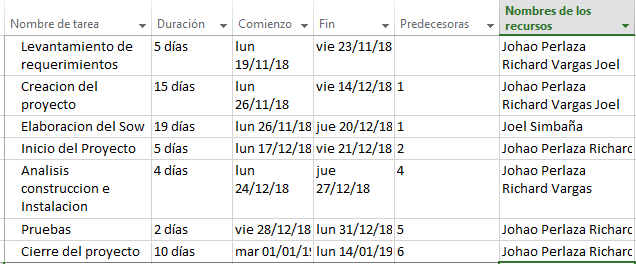 Nombre de tarea Duración Comienzo Fin Predecesoras Nombres de los
recursos
Levantamiento de 5 días lun vie 23/11/18 Johao Perlaza
requerimientos 19/11/18 Richard Vargas Joel
Creacion del 15 días lun vie 14/12/18 1 Johao Perlaza
proyecto 26/11/18 Richard Vargas Joel
Elaboracion del Sow 19 días lun 26/11/18 jue 20/12/18 1 Joel Simbaña
Inicio del Proyecto 5 días lun 17/12/18 vie 21/12/18 2 Johao Perlaza Richard
Analisis 4 días lun jue 4 Johao Perlaza
construccion e 24/12/18 27/12/18 Richard Vargas
Instalacion
Pruebas 2 días vie 28/12/18 lun 31/12/18 5 Johao Perlaza Richard
Cierre del proyecto 10 días mar 01/01/19 lun 14/01/19 6 Johao Perlaza Richard